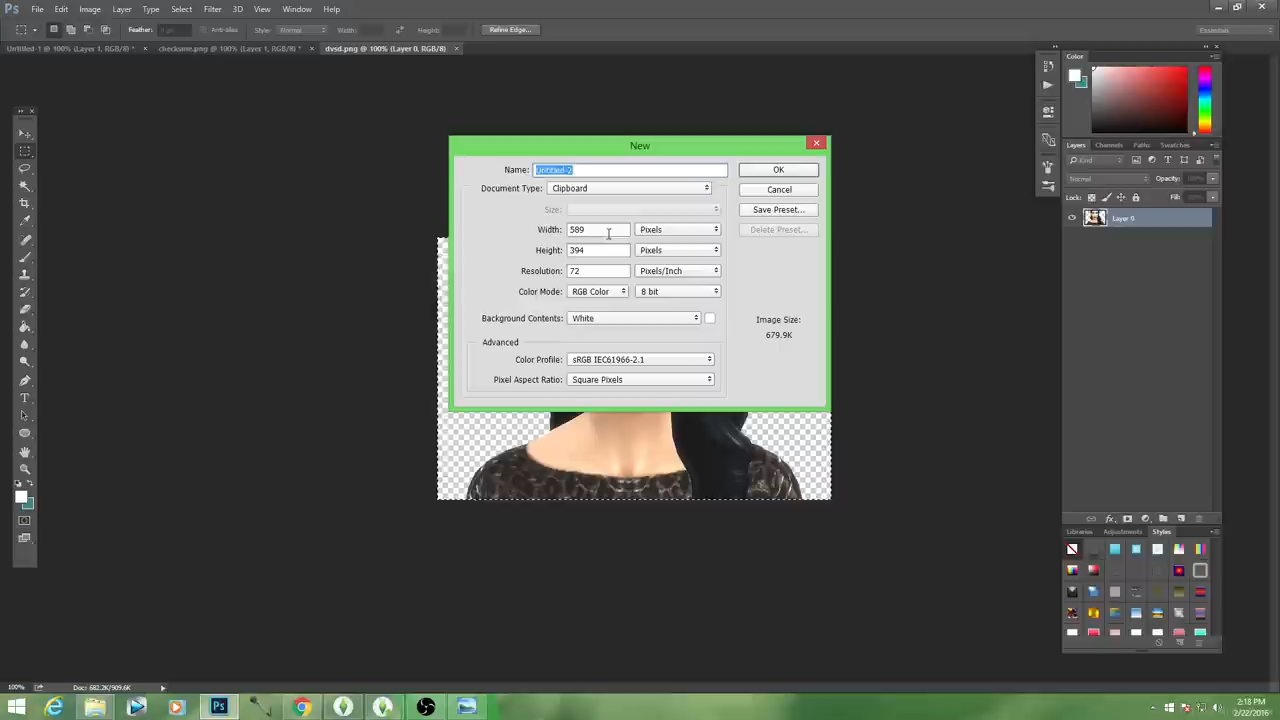 Ps File Edit Image Layer Type Select Filter 3D View Window Help
Feather: Anti-alias Style: Normal Width: Height: Refine Edge... Essentials
Untitled-1 @ 100% (Layer 1, RGB/8) * × checksme.png @ 100% (Layer 1, RGB/8) * × dvsd.png @ 100% (Layer 0, RGB/8) ×
Color
New
Name: Untitled-2 OK
Document Type: Clipboard Cancel
Size: Save Preset...
Width: 589 Pixels Delete Preset...
Height: 394 Pixels
Resolution: 72 Pixels/Inch
Color Mode: RGB Color 8 bit
Background Contents: White
Image Size:
679.9K
Advanced
Color Profile: sRGB IEC61966-2.1
Pixel Aspect Ratio: Square Pixels
Layers Channels Paths Swatches
Kind
Normal Opacity:
Lock: Fill:
Layer 0
Libraries Adjustments Styles
100% Doc: 682.2K/909.6K
Ps
2:18 PM
2/22/2016